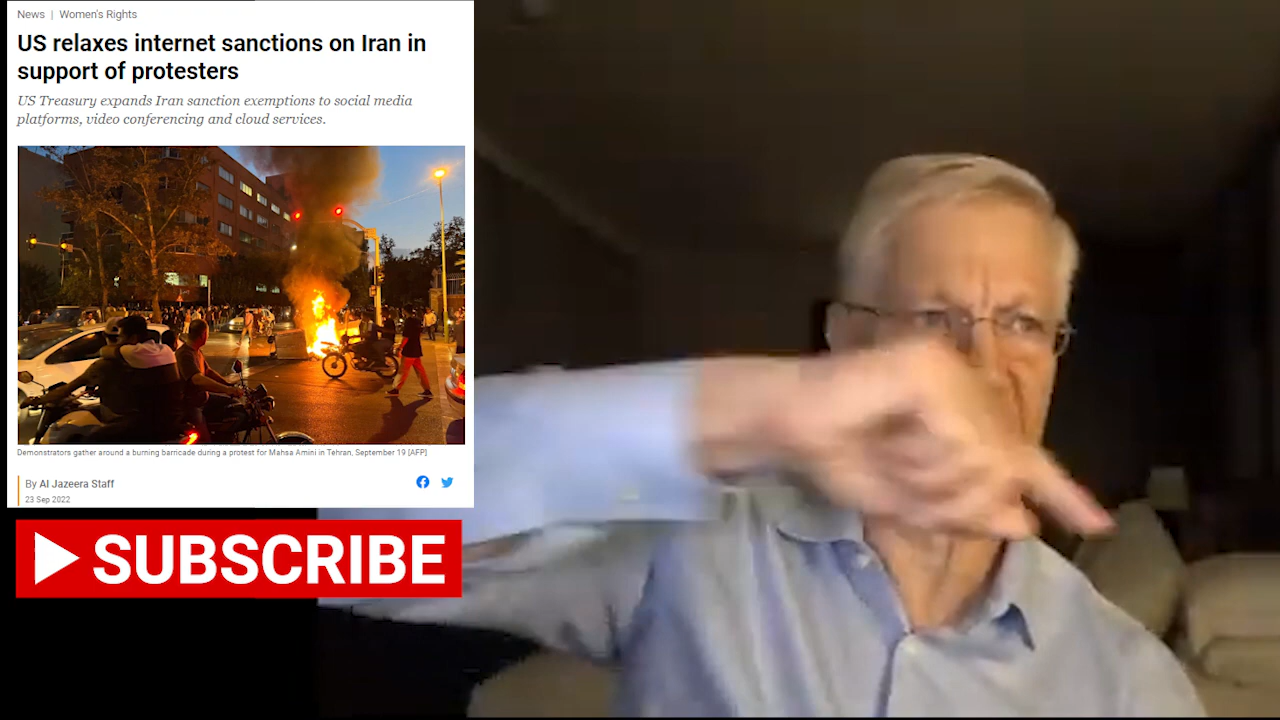 News | Women's Rights
US relaxes internet sanctions on Iran in
support of protesters
US Treasury expands Iran sanction exemptions to social media
platforms, video conferencing and cloud services.
Demonstrators gather around a burning barricade during a protest for Mahsa Amini in Tehran, September 19 [AFP]
By Al Jazeera Staff
23 Sep 2022
SUBSCRIBE